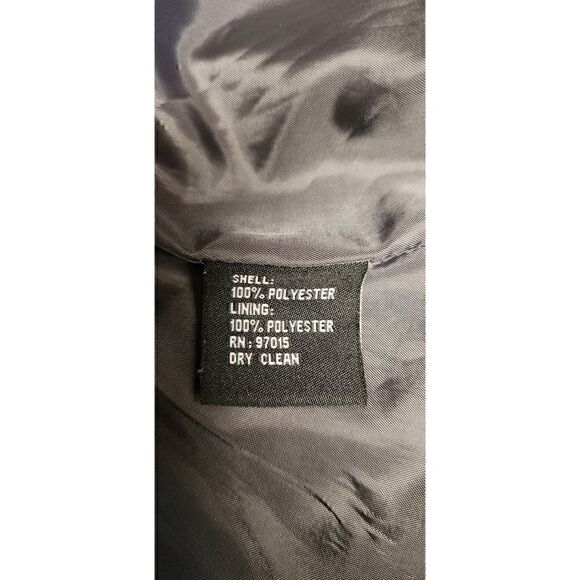 SHELL:
100% POLYESTER
LINING:
100% POLYESTER
RN: 97015
DRY CLEAN